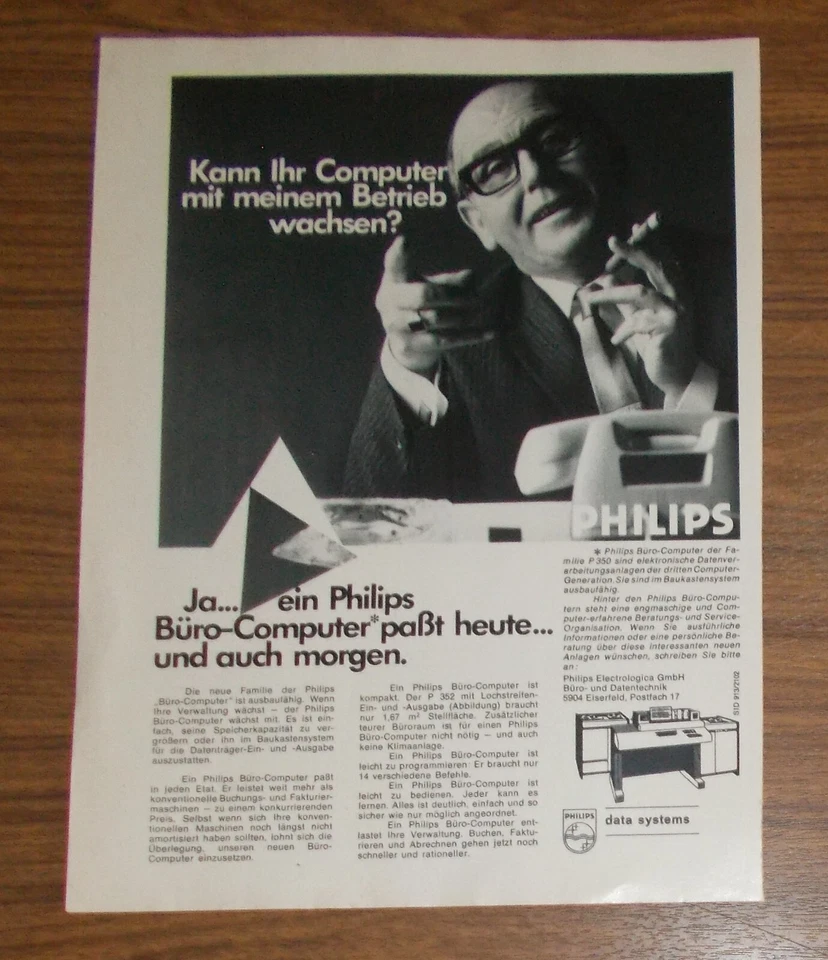 Kann Ihr Computer
mit meinem Betrieb
wachsen?
PHILIPS
Ja... ein Philips
Büro-Computer*paßt heute...
und auch morgen.
Die neue Familie der Philips
„Büro-Computer" ist ausbaufähig. Wenn
Ihre Verwaltung wächst – der Philips
Büro-Computer wächst mit. Es ist ein-
fach, seine Speicherkapazität zu ver-
größern oder ihn im Baukastensystem
für die Datenträger-Ein- und -Ausgabe
auszustatten.
Ein Philips Büro-Computer paßt
in jeden Etat. Er leistet weit mehr als
konventionelle Buchungs- und Fakturier-
maschinen – zu einem konkurrierenden
Preis. Selbst wenn sich Ihre konven-
tionellen Maschinen noch längst nicht
amortisiert haben sollten, lohnt sich die
Überlegung, unseren neuen Büro-
Computer einzusetzen.
Ein Philips Büro-Computer ist
kompakt. Der P 352 mit Lochstreifen-
Ein- und -Ausgabe (Abbildung) braucht
nur 1,67 m² Stellfläche. Zusätzlicher
teurer Büroraum ist für einen Philips
Büro-Computer nicht nötig – und auch
keine Klimaanlage.
Ein Philips Büro-Computer ist
leicht zu programmieren: Er braucht nur
14 verschiedene Befehle.
Ein Philips Büro-Computer ist
leicht zu bedienen. Jeder kann es
lernen. Alles ist deutlich, einfach und so
sicher wie nur möglich angeordnet.
Ein Philips Büro-Computer ent-
lastet Ihre Verwaltung. Buchen, Faktu-
rieren und Abrechnen gehen jetzt noch
schneller und rationeller.
* Philips Büro-Computer der Fa-
milie P 350 sind elektronische Datenver-
arbeitungsanlagen der dritten Computer-
Generation. Sie sind im Baukastensystem
ausbaufähig.
Hinter den Philips Büro-Compu-
tern steht eine engmaschige und Com-
puter-erfahrene Beratungs- und Service-
Organisation. Wenn Sie ausführliche
Informationen oder eine persönliche Be-
ratung über diese interessanten neuen
Anlagen wünschen, schreiben Sie bitte
an:
Philips Electrologica GmbH
Büro- und Datentechnik
5904 Eiserfeld, Postfach 17
SID 913/2102
PHILIPS
data systems